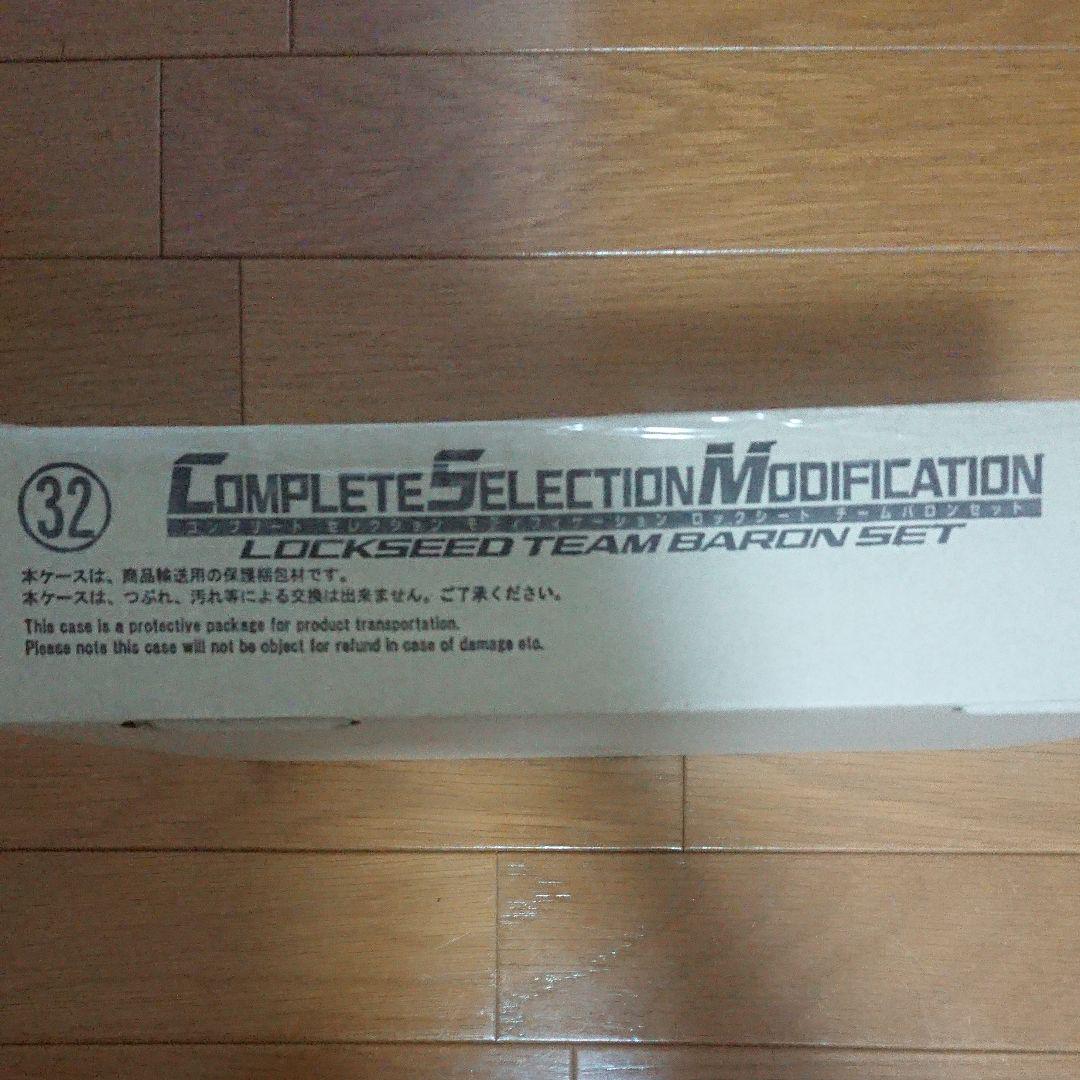 32
COMPLETE SELECTION MODIFICATION
コンプリート セレクション モディフィケーション ロックシード チームバロンセット
LOCKSEED TEAM BARON SET
本ケースは、商品輸送用の保護梱包材です。
本ケースは、つぶれ、汚れ等による交換は出来ません。ご了承ください。
This case is a protective package for product transportation.
Please note this case will not be object for refund in case of damage etc.